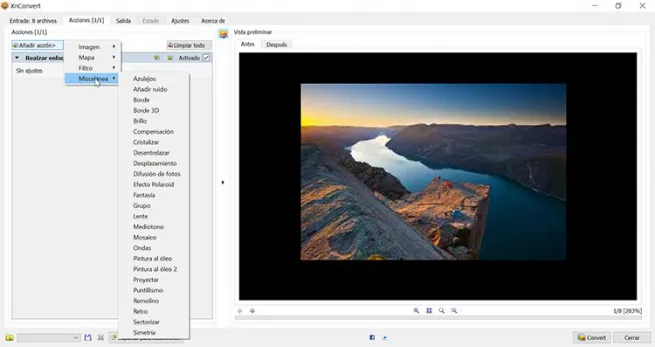 XnConvert
Entrada: 8 archivos
Acciones [1/1]
Salida
Estado
Ajustes
Acerca de
Acciones [1/1]
Añadir acción>
Limpiar todo
Realzar enfoc
Activado
Sin ajustes
Imagen
Mapa
Filtro
Miscelánea
Azulejos
Añadir ruido
Borde
Borde 3D
Brillo
Compensación
Cristalizar
Desentrelazar
Desplazamiento
Difusión de fotos
Efecto Polaroid
Fantasía
Grupo
Lente
Mediotono
Mosaico
Ondas
Pintura al óleo
Pintura al óleo 2
Proyectar
Puntillismo
Remolino
Retro
Sectorizar
Simetría
Vista preliminar
Antes
Después
1/8 [283%]
Convert
Cerrar